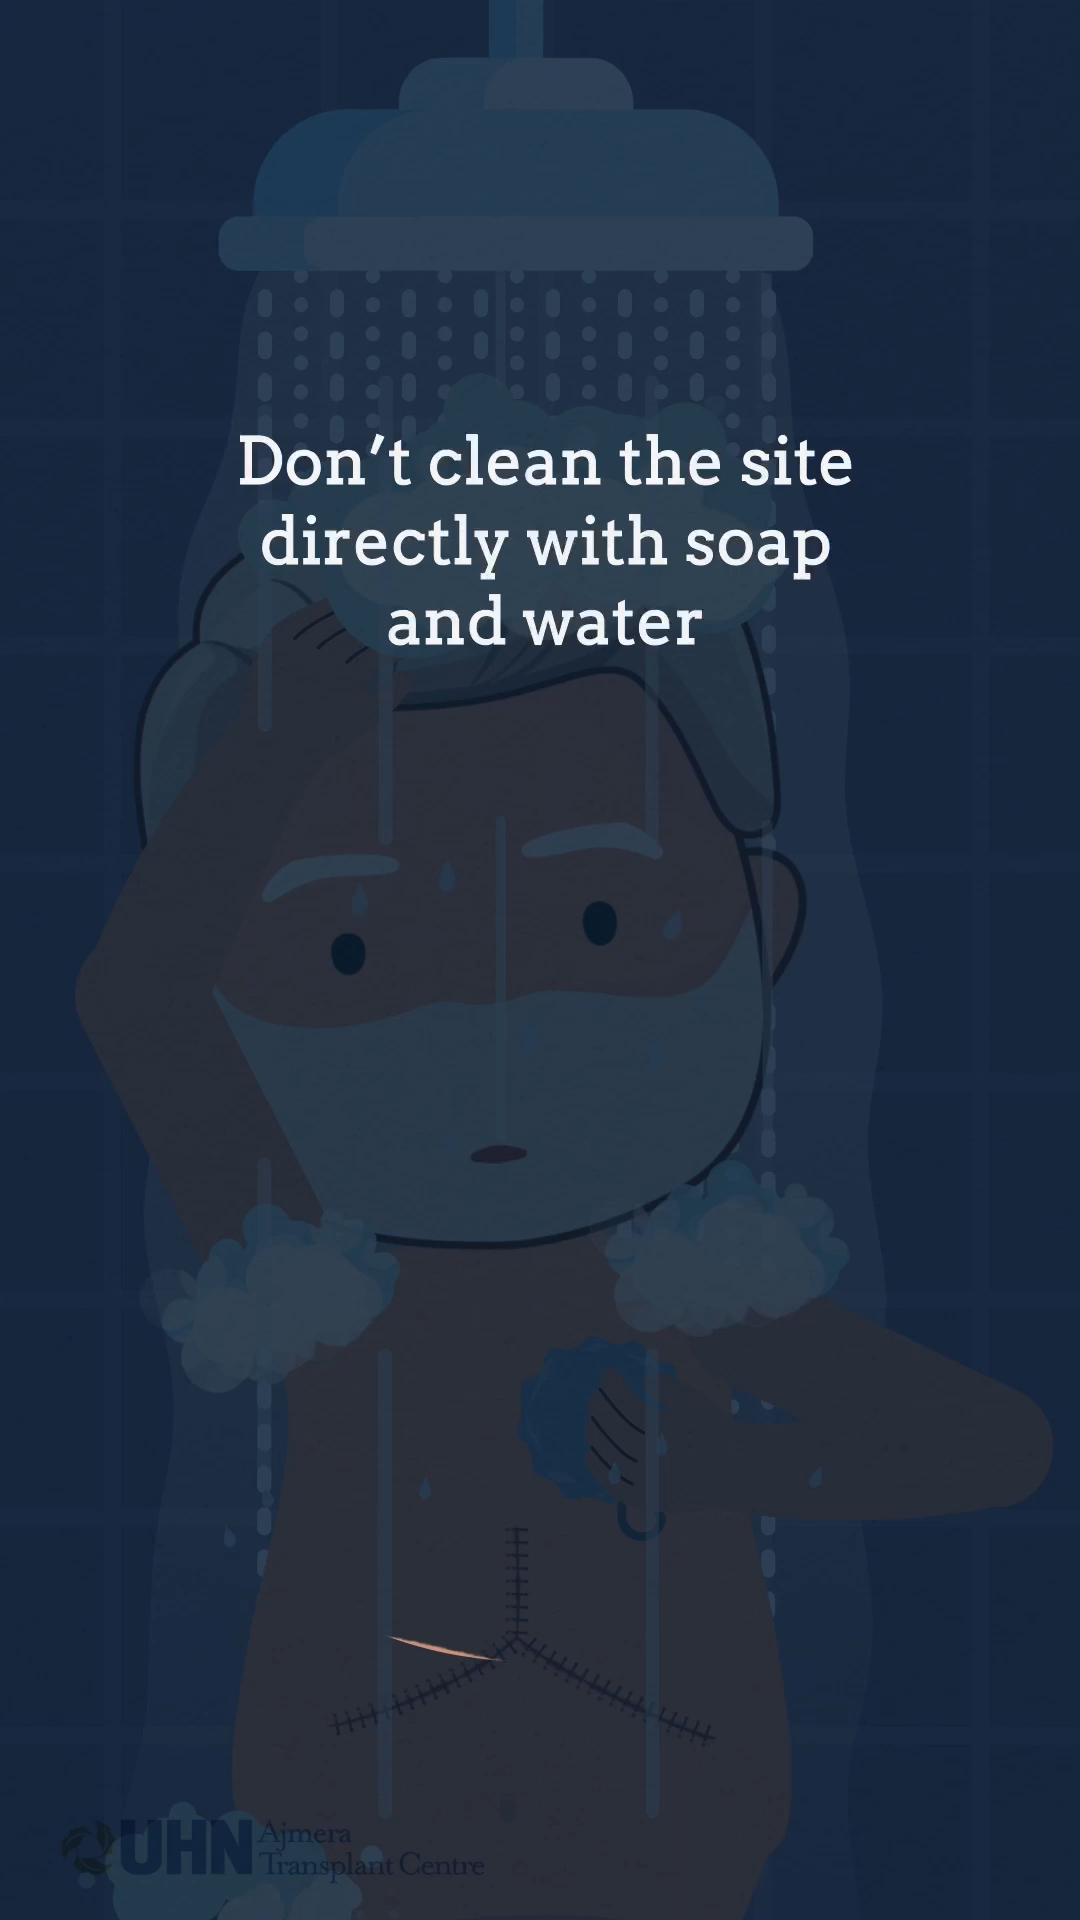 Don’t clean the site
directly with soap
and water
UHN Ajmera
Transplant Centre